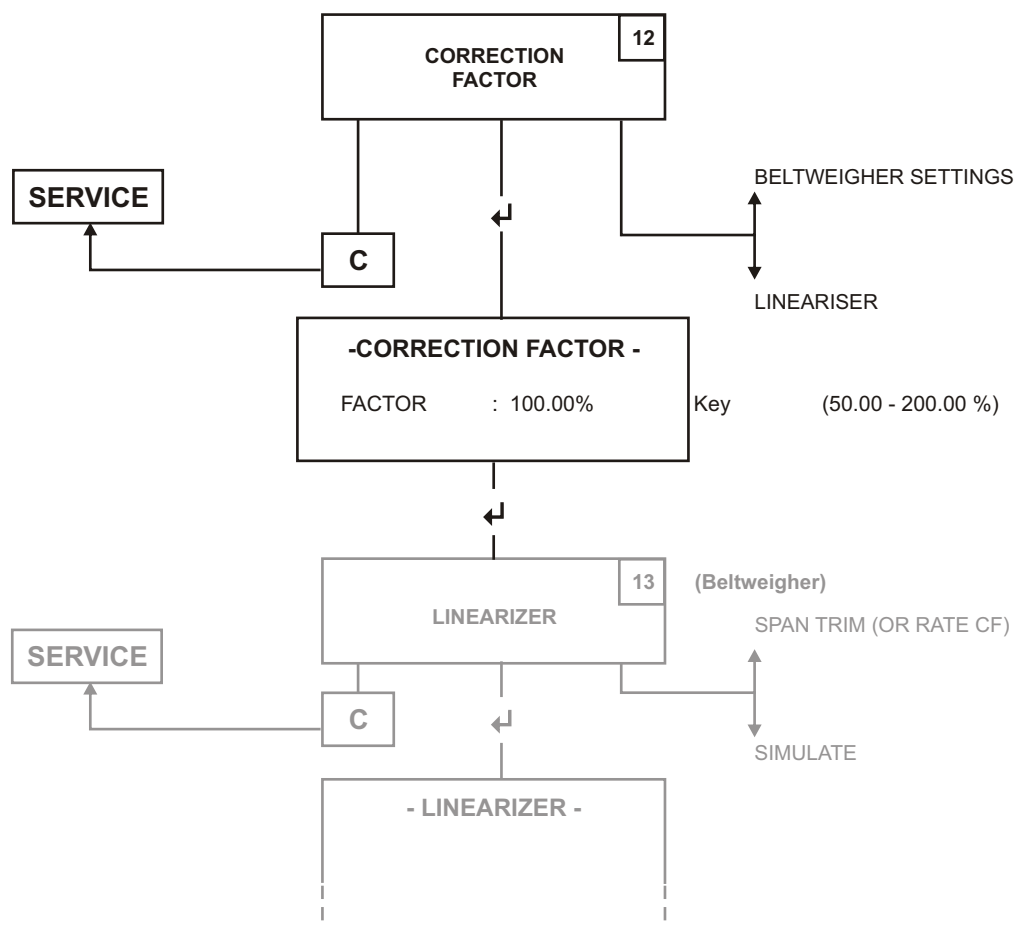 12
CORRECTION
FACTOR
BELTWEIGHER SETTINGS
SERVICE
C
LINEARISER
-CORRECTION FACTOR -
FACTOR : 100.00% Key (50.00 - 200.00 %)
13 (Beltweigher)
LINEARIZER
SPAN TRIM (OR RATE CF)
SERVICE
C
SIMULATE
- LINEARIZER -